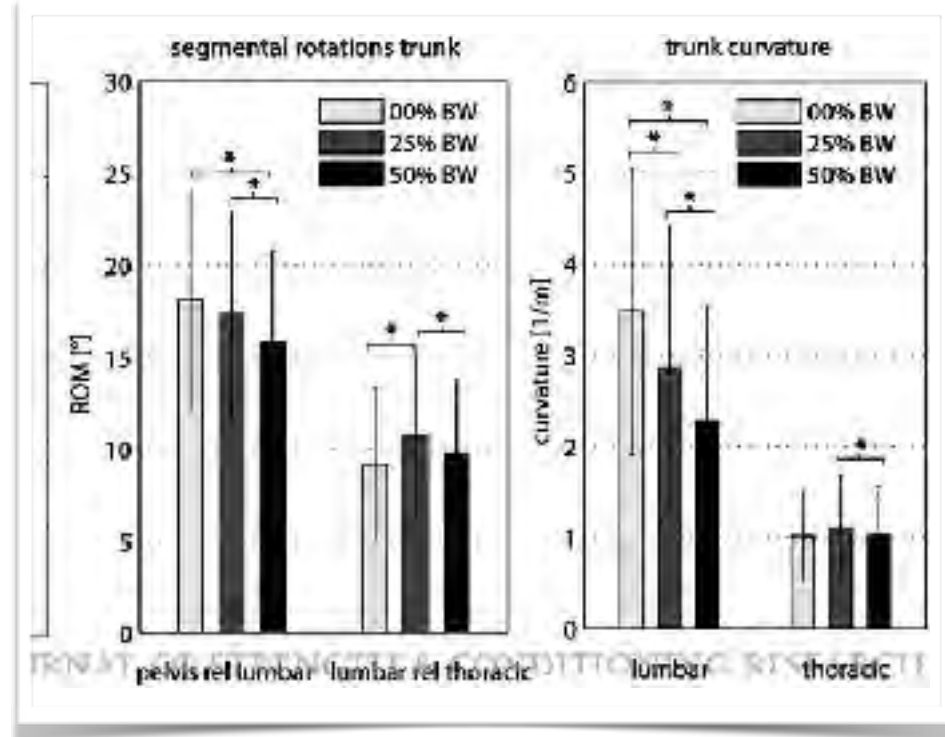 segmental rotations trunk
30
25
20
15
10
5
0
ROM [°]
00% BW
25% BW
50% BW
*
*
*
*
pelvis rel lumbar lumbar rel thoracic
trunk curvature
6
5
4
3
2
1
0
curvature [1/m]
00% BW
25% BW
50% BW
*
*
*
*
lumbar thoracic